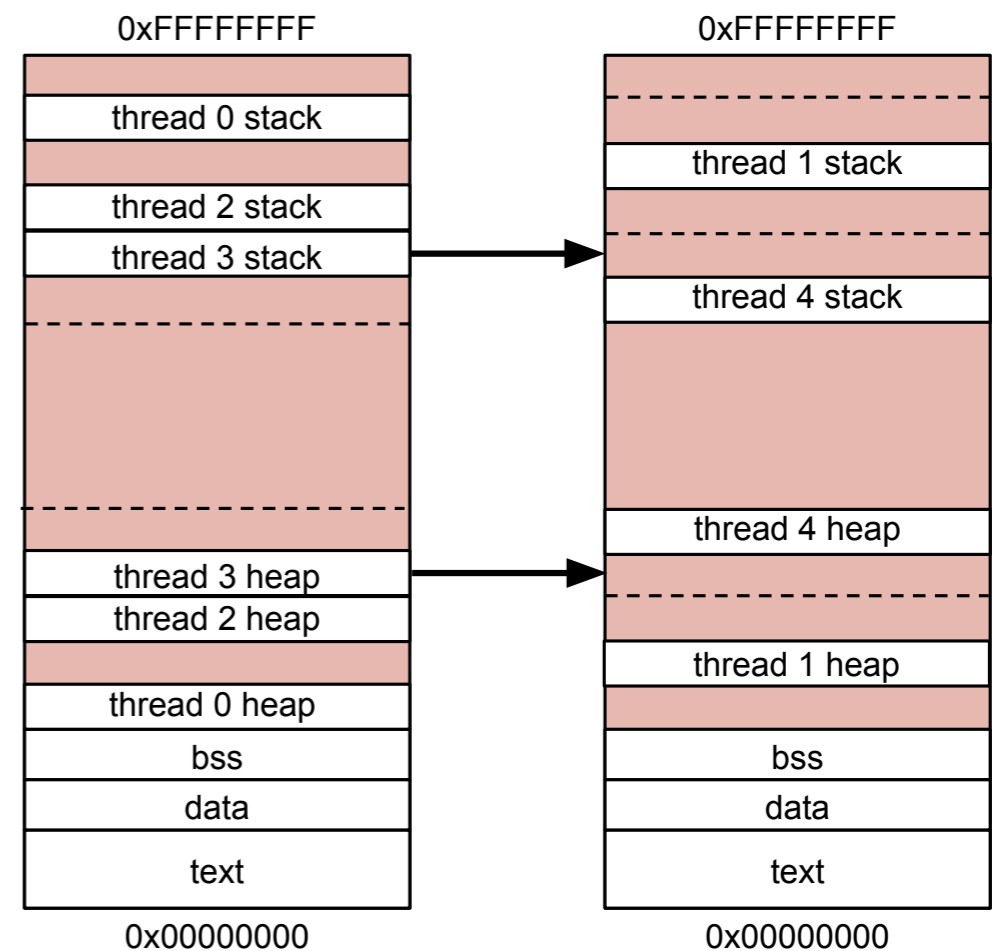 0xFFFFFFFF
thread 0 stack
thread 2 stack
thread 3 stack
thread 3 heap
thread 2 heap
thread 0 heap
bss
data
text
0x00000000
0xFFFFFFFF
thread 1 stack
thread 4 stack
thread 4 heap
thread 1 heap
bss
data
text
0x00000000